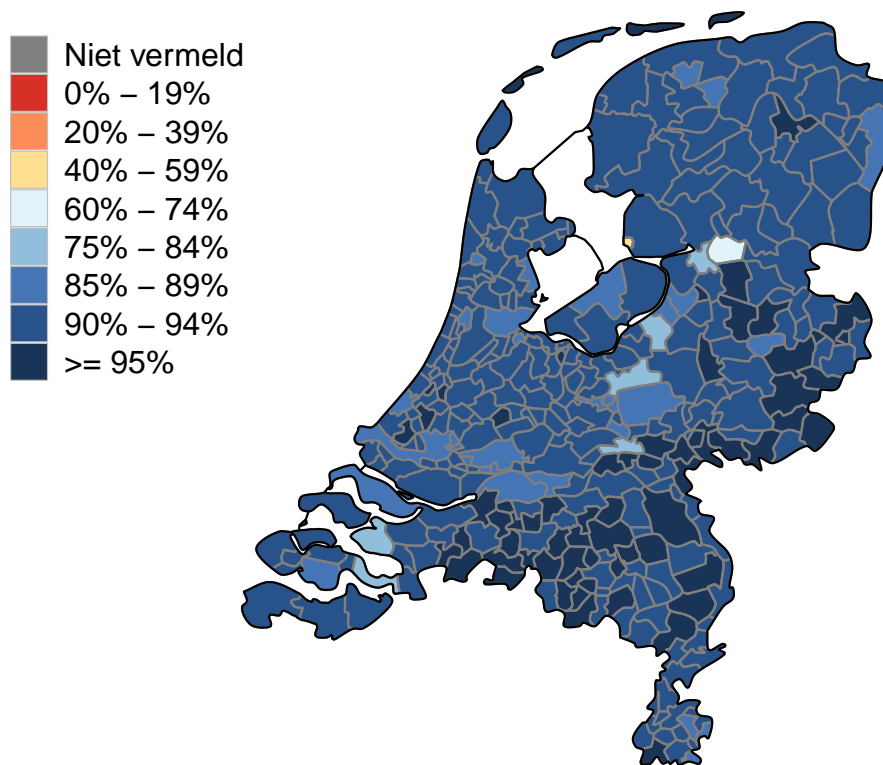 Niet vermeld
0% – 19%
20% – 39%
40% – 59%
60% – 74%
75% – 84%
85% – 89%
90% – 94%
>= 95%